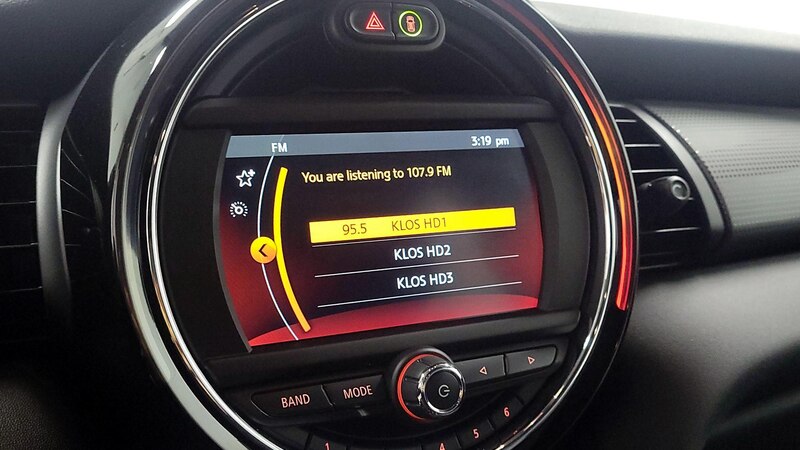 FM 3:19 pm
You are listening to 107.9 FM
95.5 KLOS HD1
KLOS HD2
KLOS HD3
BAND MODE
1 4 5 6